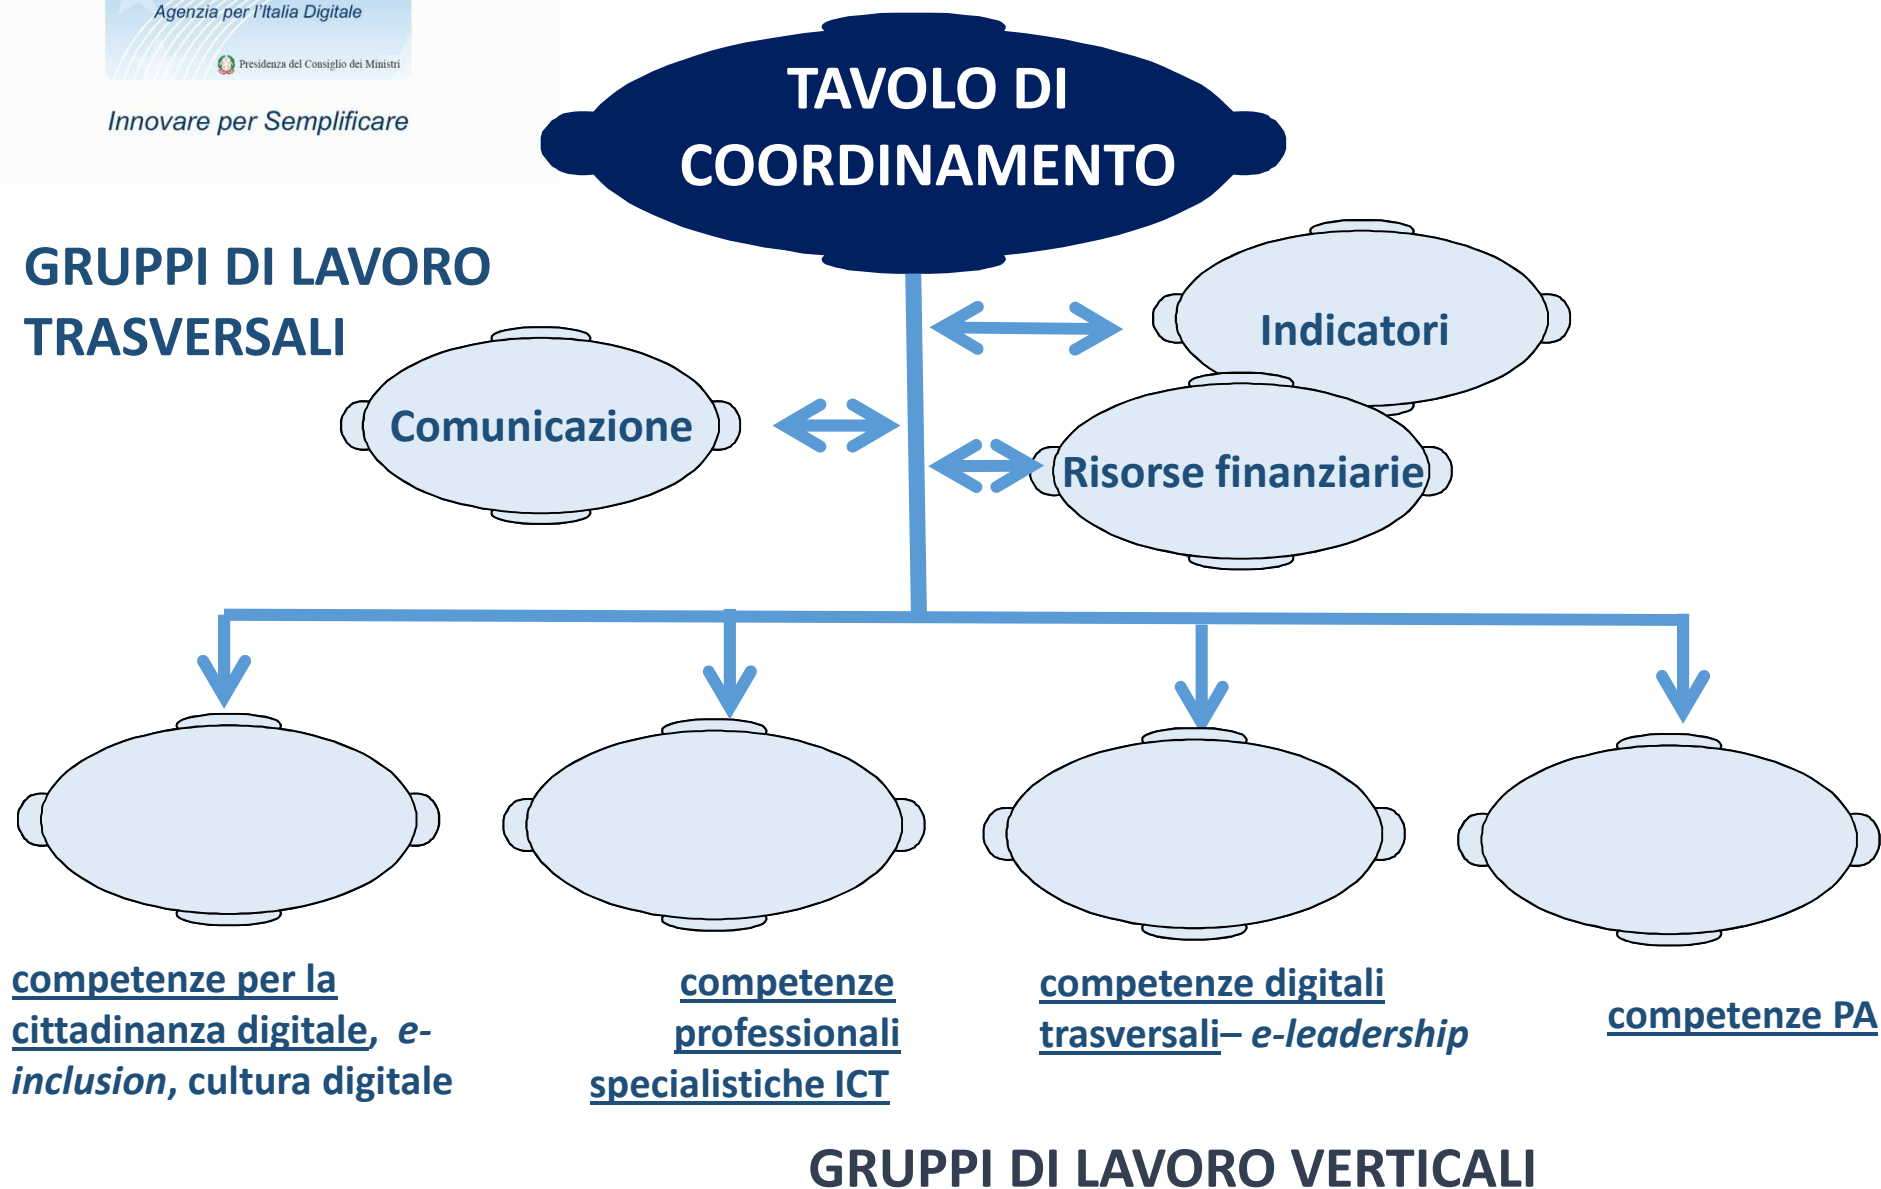 Agenzia per l'Italia Digitale
Presidenza del Consiglio dei Ministri
Innovare per Semplificare
TAVOLO DI
COORDINAMENTO
GRUPPI DI LAVORO
TRASVERSALI
Indicatori
Comunicazione
Risorse finanziarie
competenze per la
cittadinanza digitale, e-
inclusion, cultura digitale
competenze
professionali
specialistiche ICT
competenze digitali
trasversali– e-leadership
competenze PA
GRUPPI DI LAVORO VERTICALI